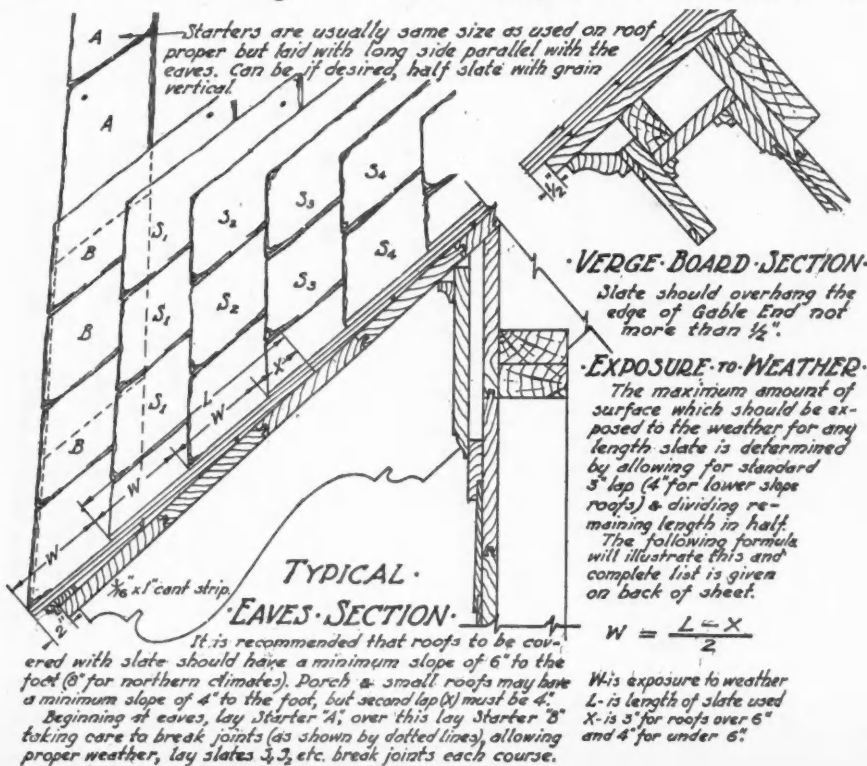 Starters are usually same size as used on roof
proper but laid with long side parallel with the
eaves. Can be, if desired, half slate with grain
vertical.
A
A
B
S1
S2
S3
S4
B
S1
S2
S3
S4
B
S1
L
W
X
W
W
W
1/2"
·VERGE·BOARD·SECTION·
Slate should overhang the
edge of Gable End not
more than ½".
·EXPOSURE·TO·WEATHER·
The maximum amount of
surface which should be ex-
posed to the weather for any
length slate is determined
by allowing for standard
3" lap (4" for lower slope
roofs) & dividing re-
maining length in half.
The following formula
will illustrate this and
complete list is given
on back of sheet.
W = L - X
2
W-is exposure to weather
L-is length of slate used
X-is 3" for roofs over 6"
and 4" for under 6".
x 1" cant strip.
2"
TYPICAL·
·EAVES·SECTION·
It is recommended that roofs to be cov-
ered with slate should have a minimum slope of 6" to the
foot (8" for northern climates). Porch & small roofs may have
a minimum slope of 4" to the foot, but second lap (X) must be 4".
Beginning at eaves, lay Starter "A", over this lay Starter "B"
taking care to break joints (as shown by dotted lines), allowing
proper weather, lay slates S, S2 etc. break joints each course.